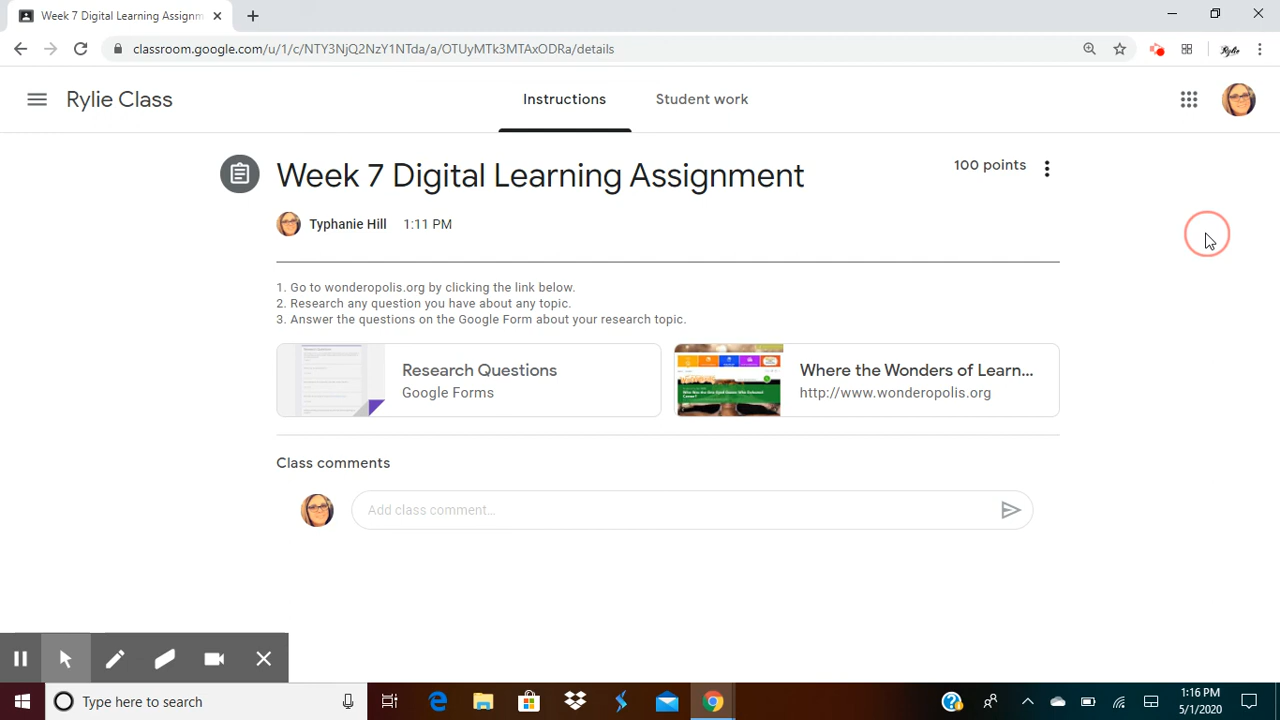 Week 7 Digital Learning Assignm
classroom.google.com/u/1/c/NTY3NjQ2NzY1NTda/a/OTUyMTk3MTAxODRa/details
Rylie
Rylie Class
Instructions
Student work
Week 7 Digital Learning Assignment
100 points
Typhanie Hill 1:11 PM
1. Go to wonderopolis.org by clicking the link below.
2. Research any question you have about any topic.
3. Answer the questions on the Google Form about your research topic.
Research Questions
Google Forms
Where the Wonders of Learn...
http://www.wonderopolis.org
Class comments
Add class comment...
Type here to search
1:16 PM
5/1/2020